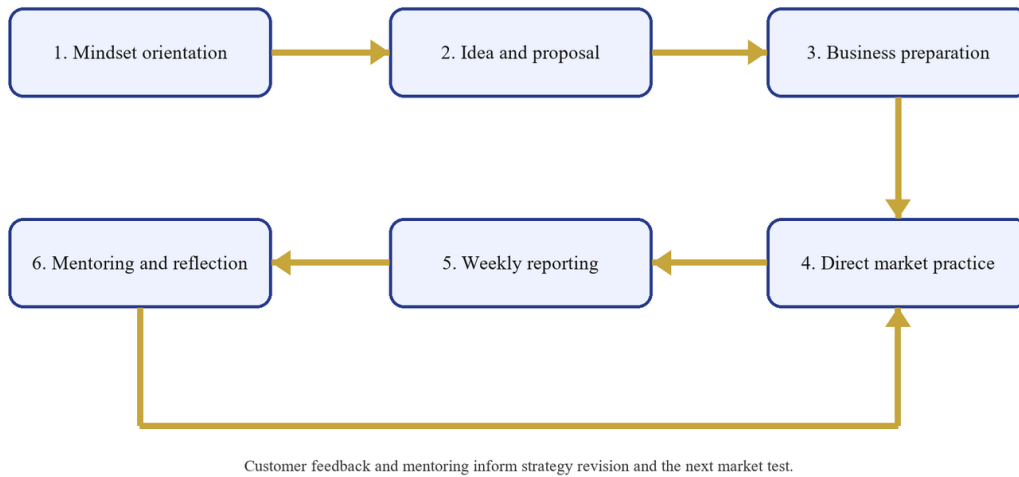 1. Mindset orientation
2. Idea and proposal
3. Business preparation
4. Direct market practice
5. Weekly reporting
6. Mentoring and reflection
Customer feedback and mentoring inform strategy revision and the next market test.